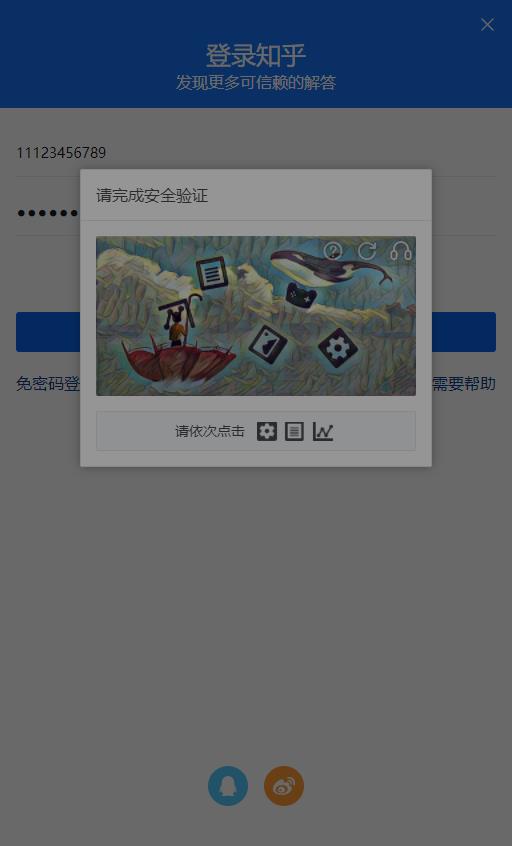 登录知乎
发现更多可信赖的解答
11123456789
请完成安全验证
免密码登
需要帮助
请依次点击